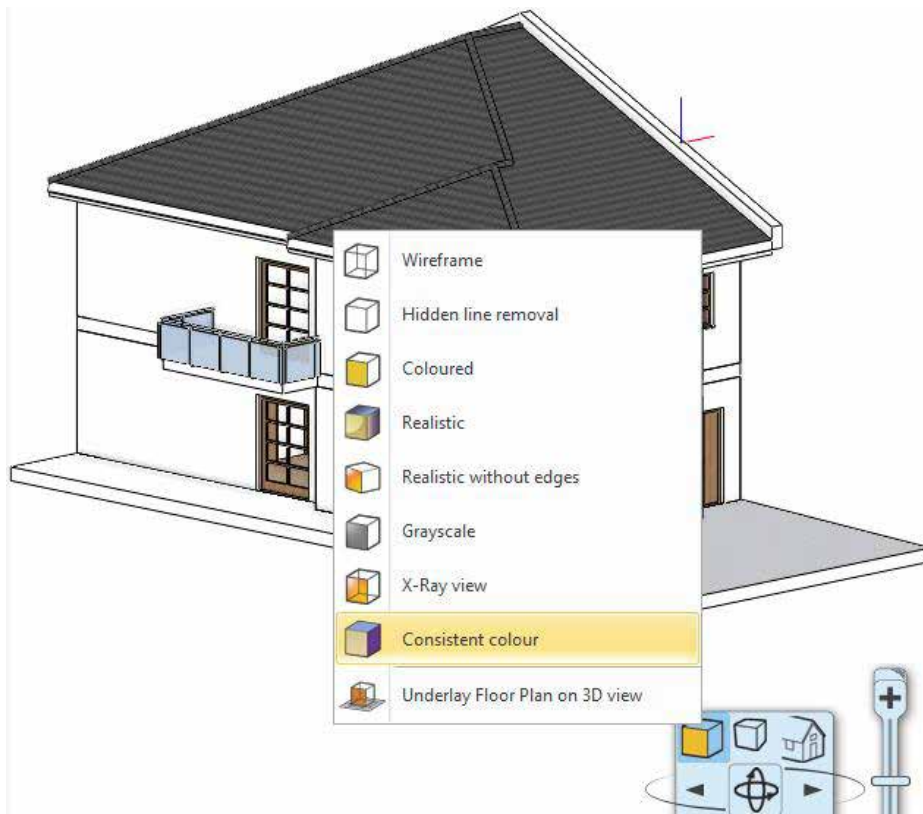 Wireframe
Hidden line removal
Coloured
Realistic
Realistic without edges
Grayscale
X-Ray view
Consistent colour
Underlay Floor Plan on 3D view